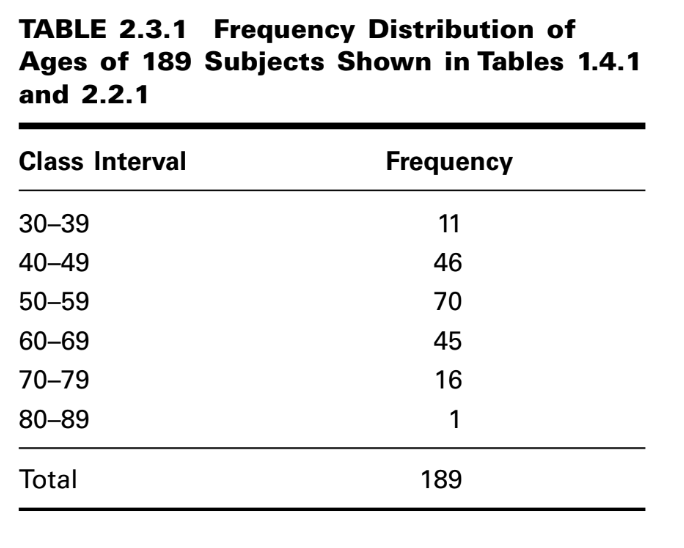 TABLE 2.3.1 Frequency Distribution of
Ages of 189 Subjects Shown in Tables 1.4.1
and 2.2.1
Class Interval Frequency
30–39 11
40–49 46
50–59 70
60–69 45
70–79 16
80–89 1
Total 189